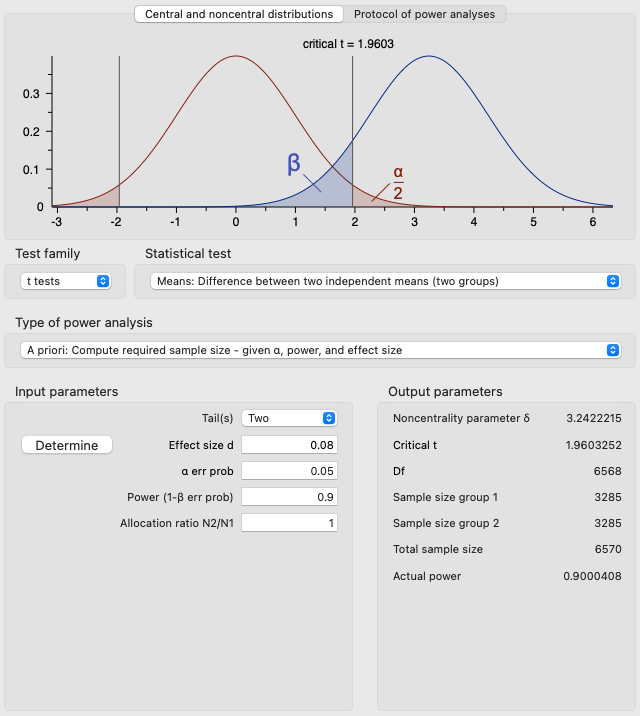 Central and noncentral distributions
Protocol of power analyses
critical t = 1.9603
0.3
0.2
0.1
0
β
α
2
-3 -2 -1 0 1 2 3 4 5 6
Test family
Statistical test
t tests
Means: Difference between two independent means (two groups)
Type of power analysis
A priori: Compute required sample size - given α, power, and effect size
Input parameters
Output parameters
Tail(s) Two
Noncentrality parameter δ 3.2422215
Determine
Effect size d 0.08
Critical t 1.9603252
α err prob 0.05
Df 6568
Power (1-β err prob) 0.9
Sample size group 1 3285
Allocation ratio N2/N1 1
Sample size group 2 3285
Total sample size 6570
Actual power 0.9000408